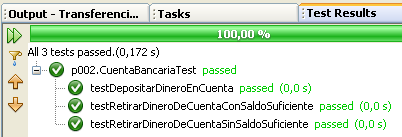 Output - Transferenci...
Tasks
Test Results
100,00 %
All 3 tests passed.(0,172 s)
p002.CuentaBancariaTest passed
testDepositarDineroEnCuenta passed (0,0 s)
testRetirarDineroDeCuentaConSaldoSuficiente passed (0,0 s)
testRetirarDineroDeCuentaSinSaldoSuficiente passed (0,0 s)